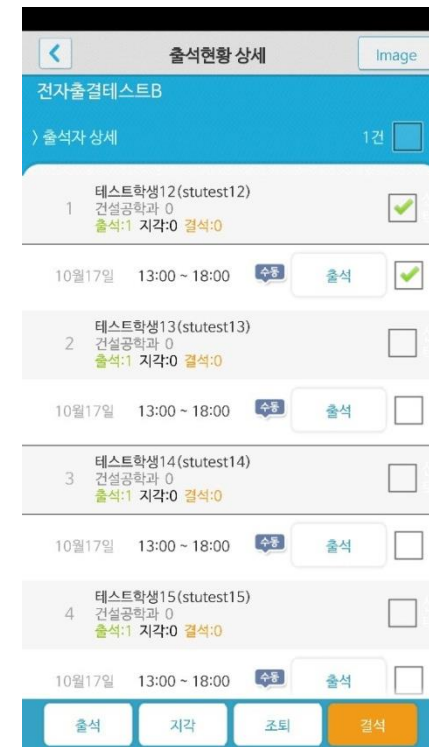 출석현황 상세
Image
전자출결테스트B
〉출석자 상세
1건
테스트학생12(stutest12)
1
건설공학과 0
출석:1 지각:0 결석:0
10월17일 13:00 ~ 18:00 수동 출석
테스트학생13(stutest13)
2
건설공학과 0
출석:1 지각:0 결석:0
10월17일 13:00 ~ 18:00 수동 출석
테스트학생14(stutest14)
3
건설공학과 0
출석:1 지각:0 결석:0
10월17일 13:00 ~ 18:00 수동 출석
테스트학생15(stutest15)
4
건설공학과 0
출석:1 지각:0 결석:0
10월17일 13:00 ~ 18:00 수동 출석
출석 지각 조퇴 결석